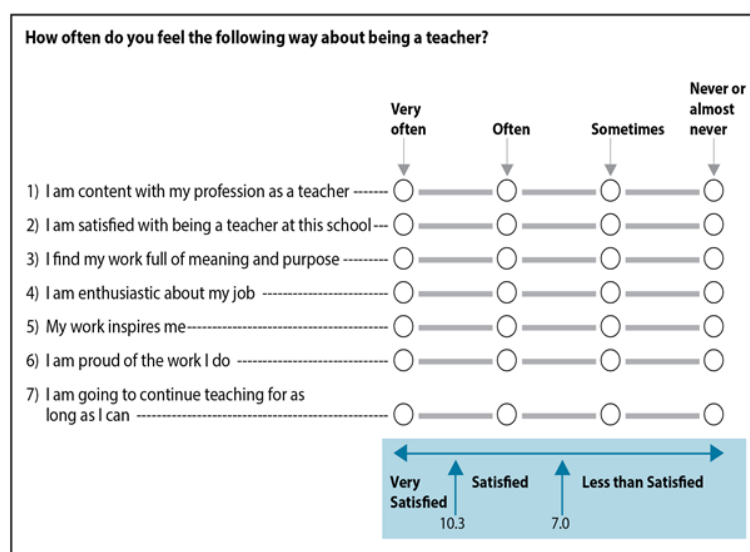 How often do you feel the following way about being a teacher?
Very often
Often
Sometimes
Never or almost never
1) I am content with my profession as a teacher
2) I am satisfied with being a teacher at this school
3) I find my work full of meaning and purpose
4) I am enthusiastic about my job
5) My work inspires me
6) I am proud of the work I do
7) I am going to continue teaching for as
long as I can
Very Satisfied
Satisfied
Less than Satisfied
10.3
7.0